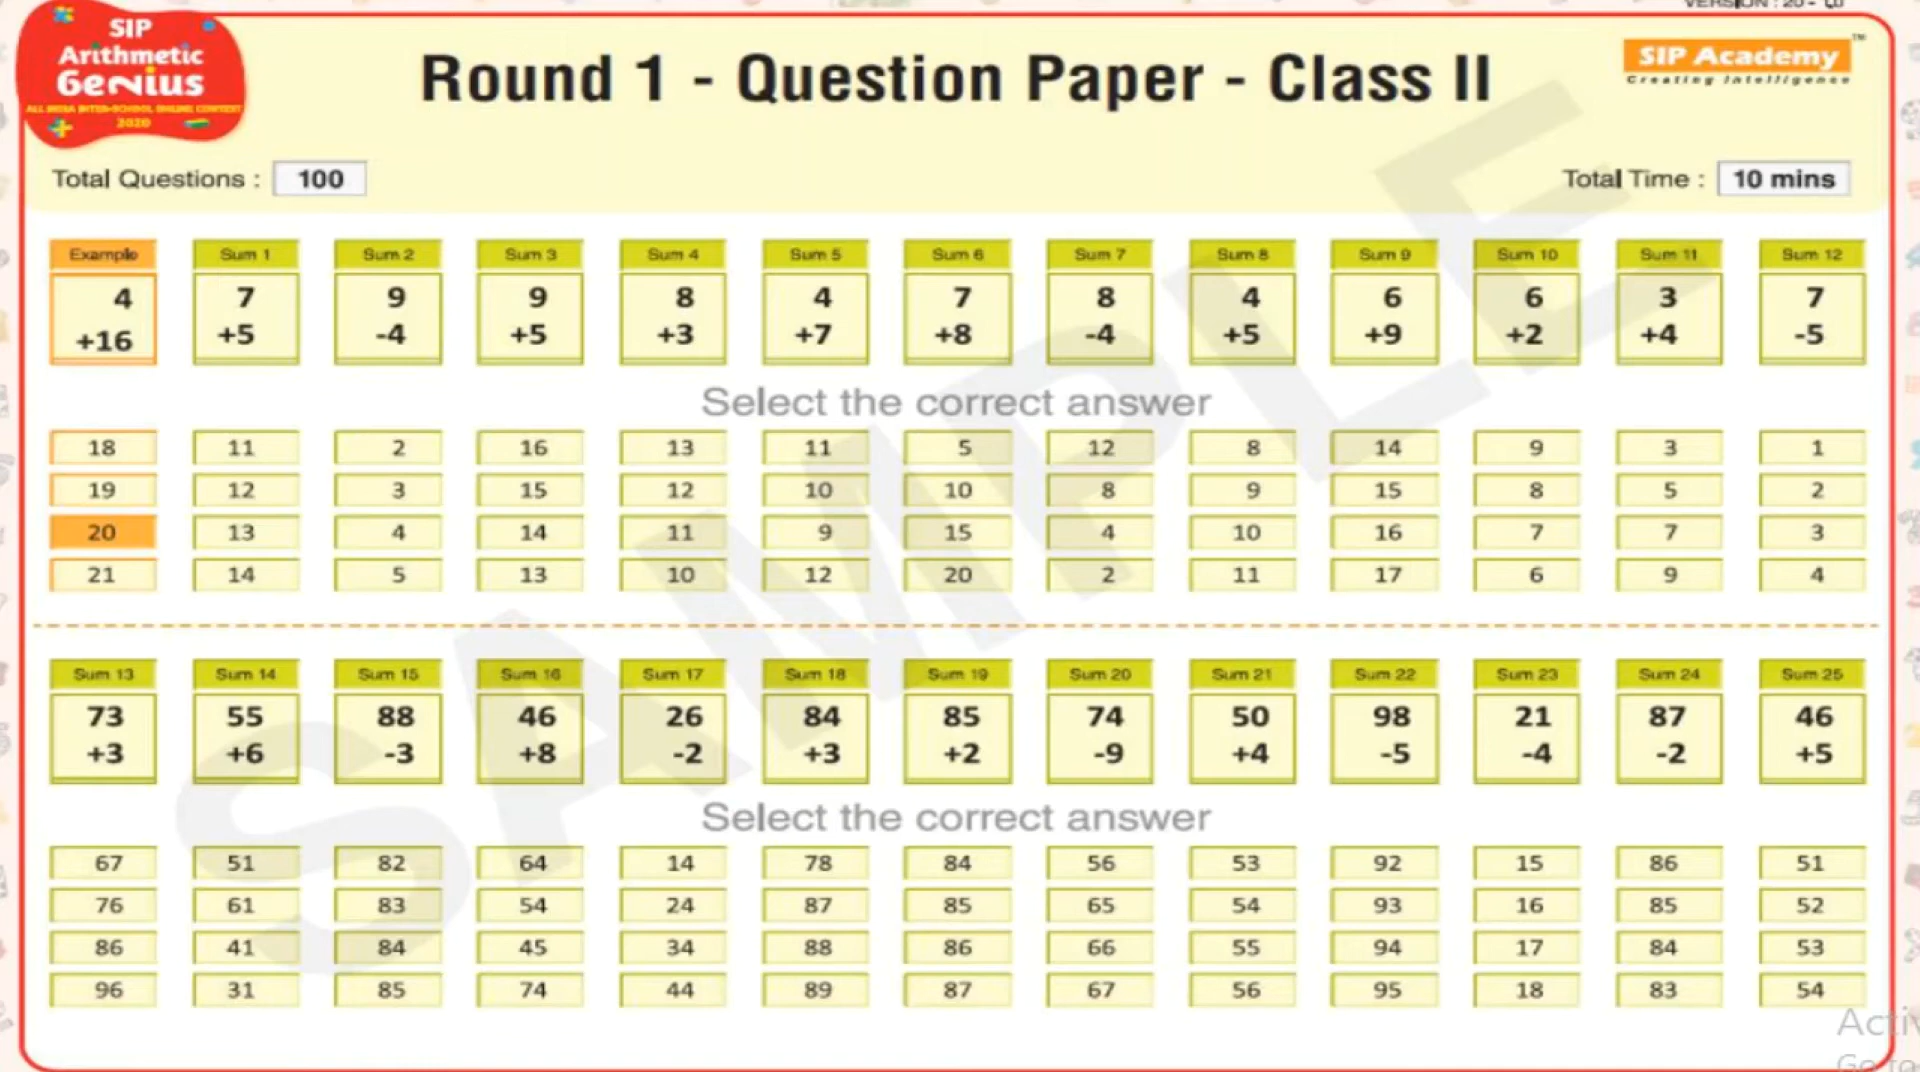 VERSION : 20 -
SIP
Arithmetic
Genius
ALL INDIA INTER-SCHOOL ONLINE CONTEST
2020
Round 1 - Question Paper - Class II
SIP Academy
TM
Creating Intelligence
Total Questions : 100
Total Time : 10 mins
Example Sum 1 Sum 2 Sum 3 Sum 4 Sum 5 Sum 6 Sum 7 Sum 8 Sum 9 Sum 10 Sum 11 Sum 12
4 7 9 9 8 4 7 8 4 6 6 3 7
+16 +5 -4 +5 +3 +7 +8 -4 +5 +9 +2 +4 -5
Select the correct answer
18 11 2 16 13 11 5 12 8 14 9 3 1
19 12 3 15 12 10 10 8 9 15 8 5 2
20 13 4 14 11 9 15 4 10 16 7 7 3
21 14 5 13 10 12 20 2 11 17 6 9 4
Sum 13 Sum 14 Sum 15 Sum 16 Sum 17 Sum 18 Sum 19 Sum 20 Sum 21 Sum 22 Sum 23 Sum 24 Sum 25
73 55 88 46 26 84 85 74 50 98 21 87 46
+3 +6 -3 +8 -2 +3 +2 -9 +4 -5 -4 -2 +5
Select the correct answer
67 51 82 64 14 78 84 56 53 92 15 86 51
76 61 83 54 24 87 85 65 54 93 16 85 52
86 41 84 45 34 88 86 66 55 94 17 84 53
96 31 85 74 44 89 87 67 56 95 18 83 54
SAMPLE